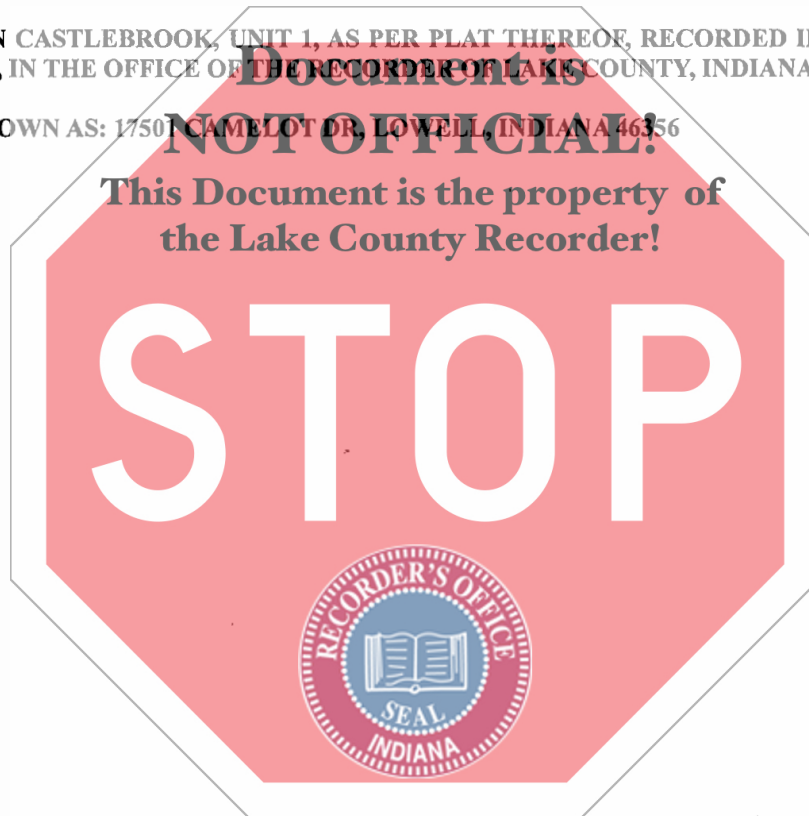 N CASTLEBROOK, UNIT 1, AS PER PLAT THEREOF, RECORDED I
, IN THE OFFICE OF THE RECORDER OF LAKE COUNTY, INDIANA
Document is
OWN AS: 17501 CAMELOT DR, LOWELL, INDIANA 46356
NOT OFFICIAL!
This Document is the property of
the Lake County Recorder!
STOP
RECORDER'S OFFICE
SEAL
INDIANA